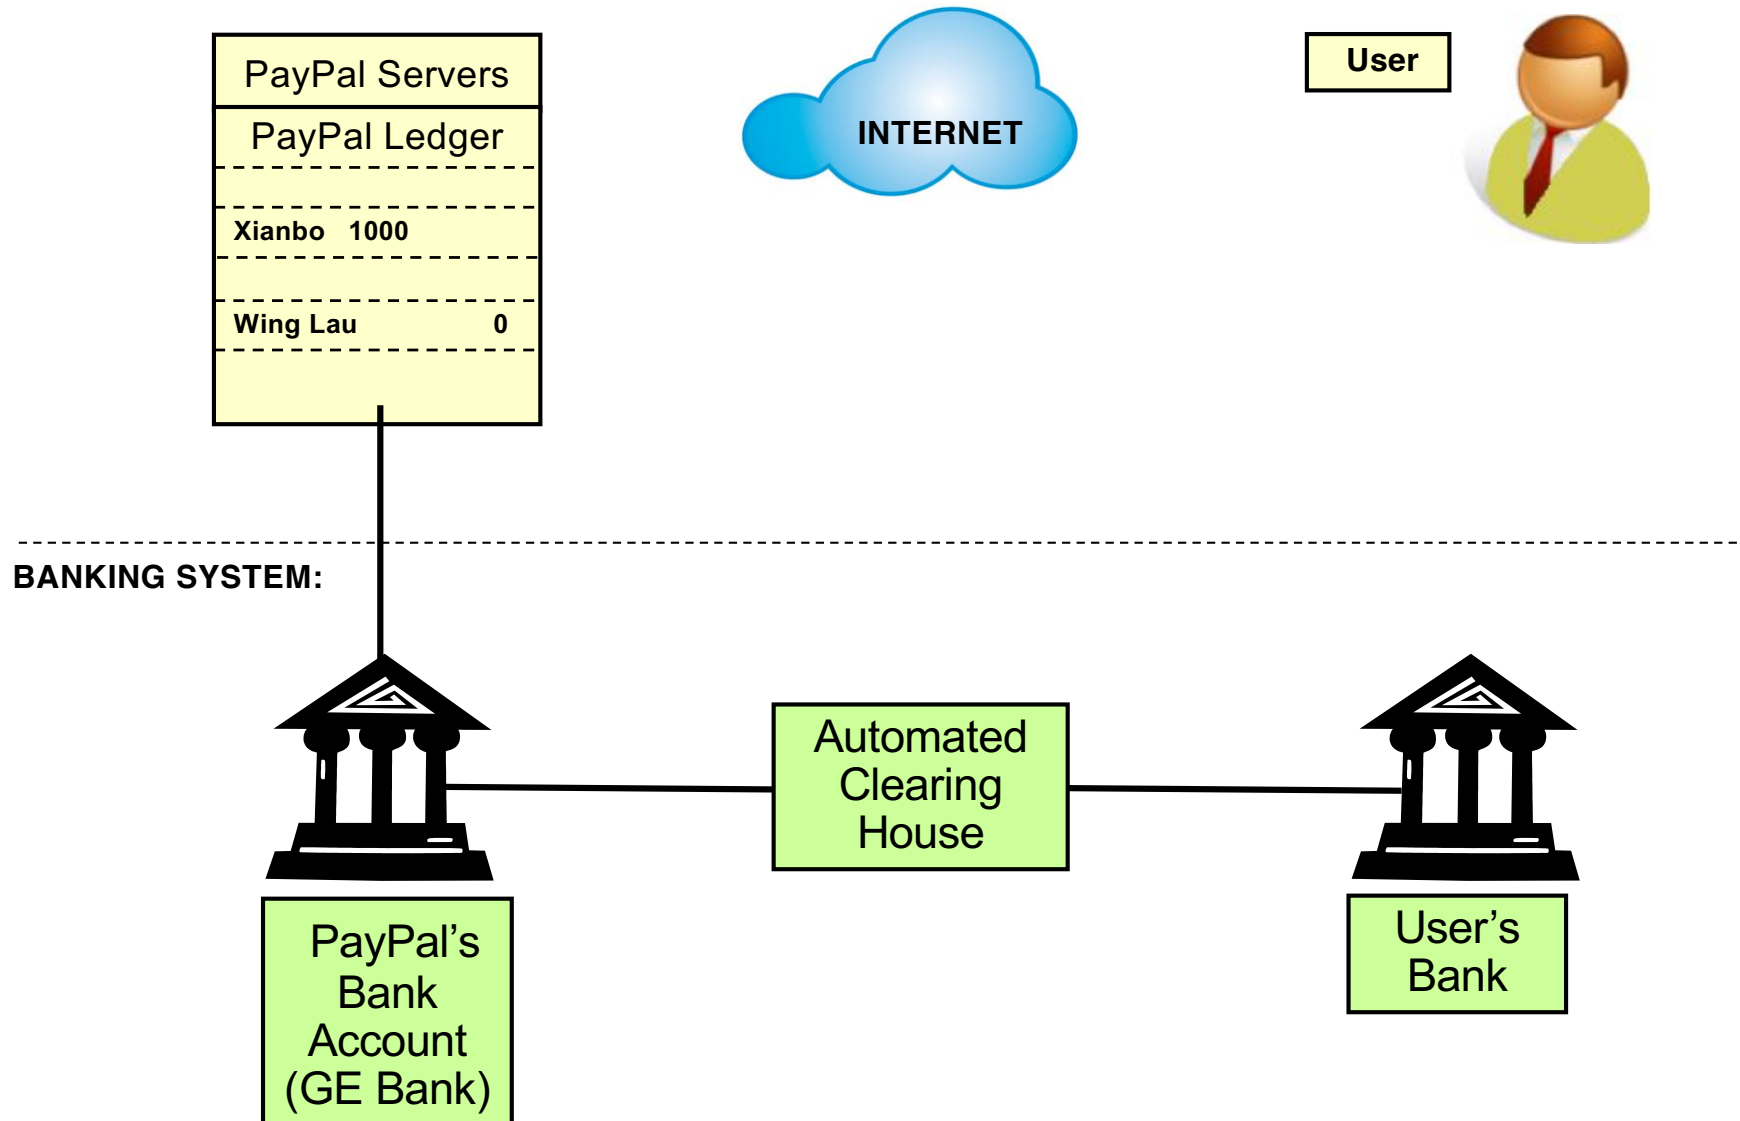 PayPal Servers
PayPal Ledger
Xianbo 1000
Wing Lau 0
INTERNET
User
BANKING SYSTEM:
Automated
Clearing
House
PayPal’s
Bank
Account
(GE Bank)
User’s
Bank